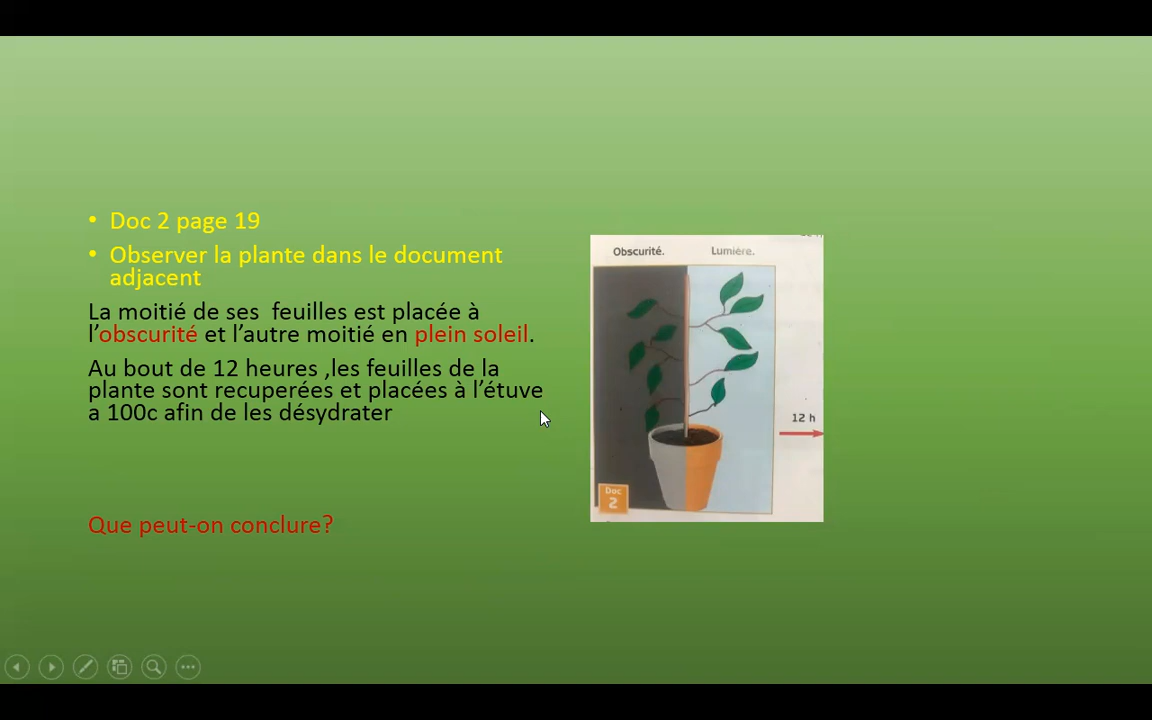 Doc 2 page 19
Observer la plante dans le document
adjacent
La moitié de ses feuilles est placée à
l’obscurité et l’autre moitié en plein soleil.
Au bout de 12 heures ,les feuilles de la
plante sont recuperées et placées à l’étuve
a 100c afin de les désydrater
Que peut-on conclure?
Obscurité. Lumière.
12 h
Doc
2